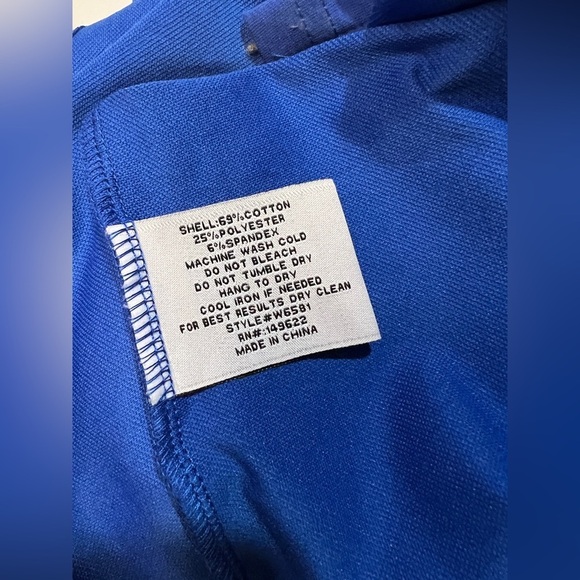 SHELL:69%COTTON
25%POLYESTER
6%SPANDEX
MACHINE WASH COLD
DO NOT BLEACH
DO NOT TUMBLE DRY
HANG TO DRY
COOL IRON IF NEEDED
FOR BEST RESULTS DRY CLEAN
STYLE#W6581
RN#:149622
MADE IN CHINA